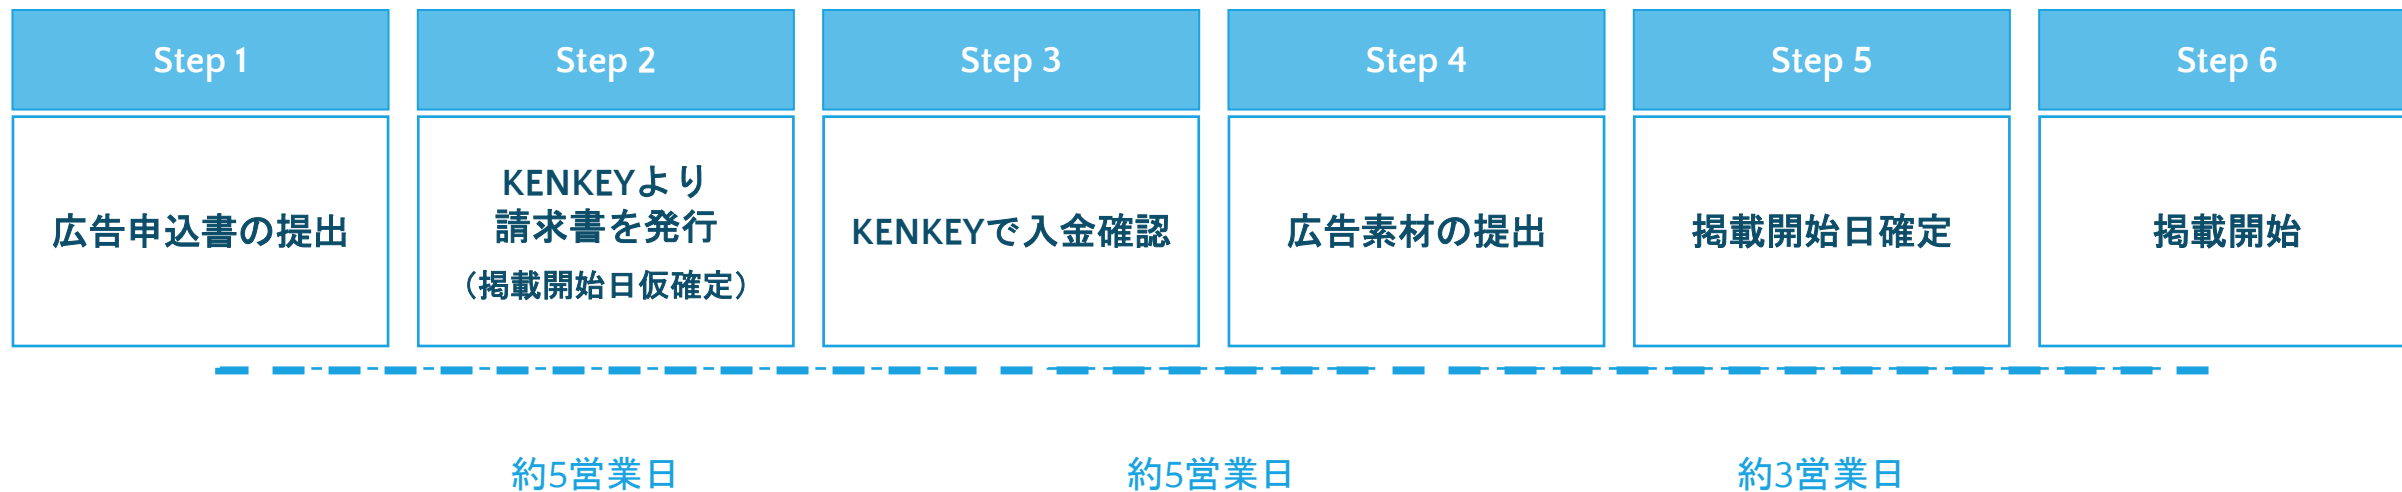 Step 1
広告申込書の提出
Step 2
KENKEYより
請求書を発行
（掲載開始日仮確定）
Step 3
KENKEYで入金確認
Step 4
広告素材の提出
Step 5
掲載開始日確定
Step 6
掲載開始
約5営業日
約5営業日
約3営業日